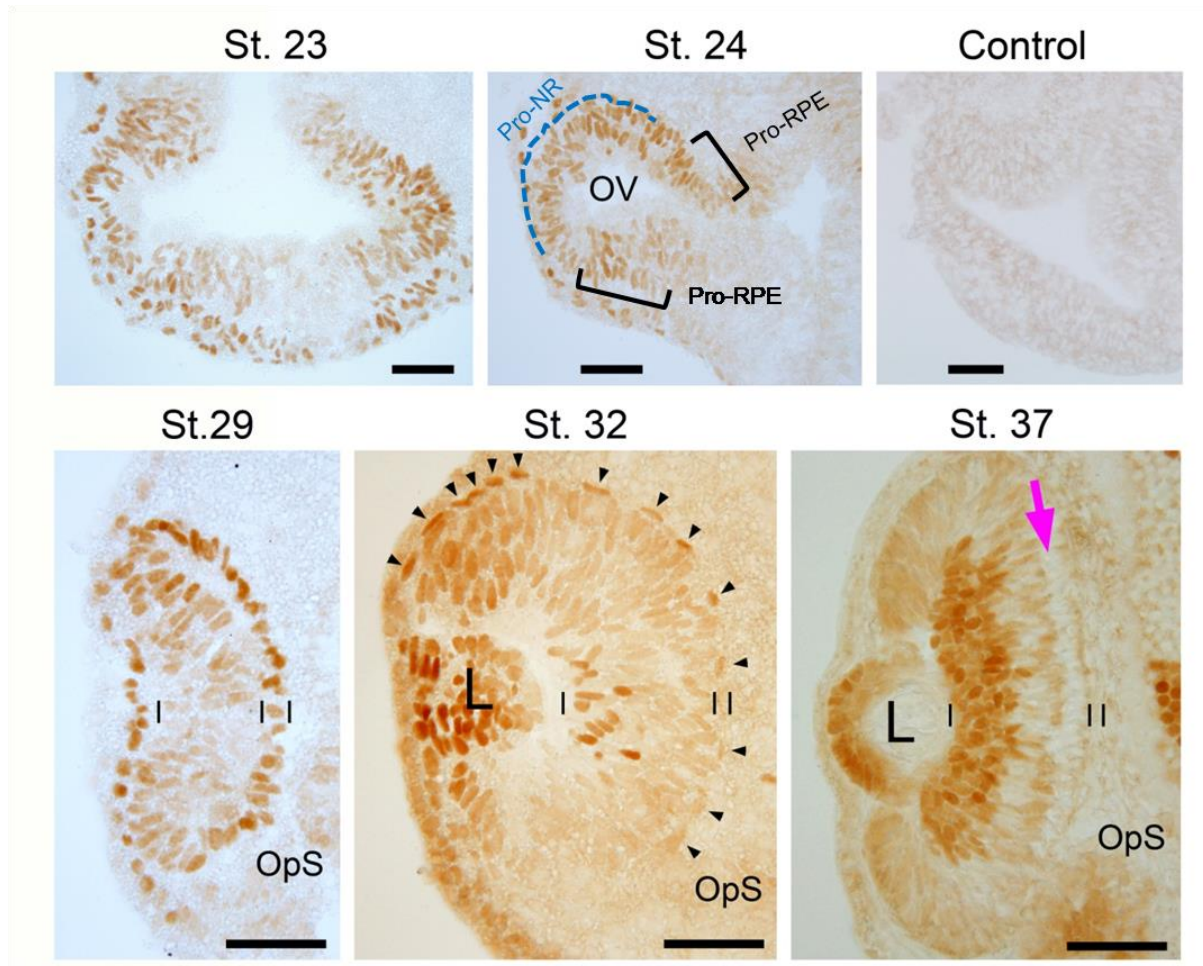 St. 23
St. 24
Control
Pro-NR
Pro-RPE
OV
Pro-RPE
St.29
St. 32
St. 37
I
II
OpS
L
I
II
OpS
L
I
II
OpS